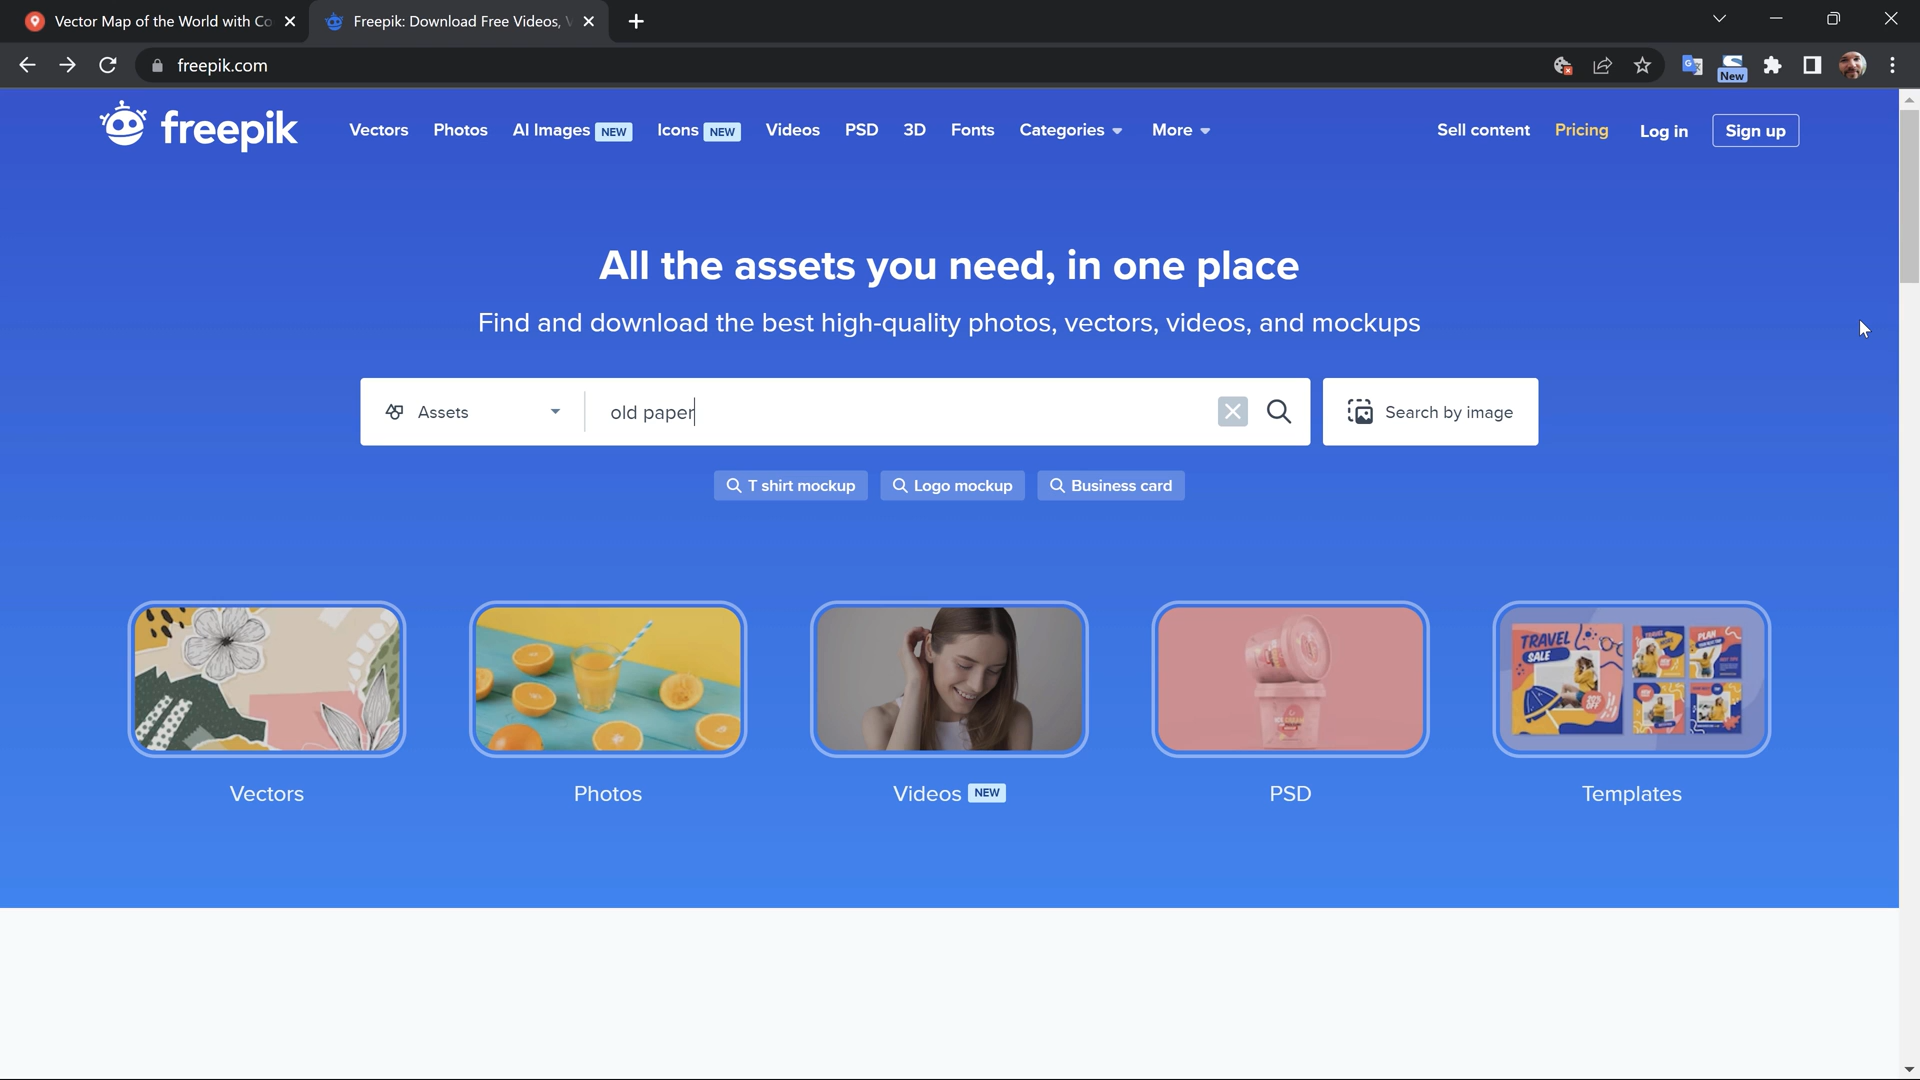 Vector Map of the World with Co
Freepik: Download Free Videos, V
freepik.com
New
freepik
Vectors
Photos
AI Images NEW
Icons NEW
Videos
PSD
3D
Fonts
Categories
More
Sell content
Pricing
Log in
Sign up
All the assets you need, in one place
Find and download the best high-quality photos, vectors, videos, and mockups
Assets
old paper
Search by image
T shirt mockup
Logo mockup
Business card
TRAVEL
SALE
Vectors
Photos
Videos NEW
PSD
Templates